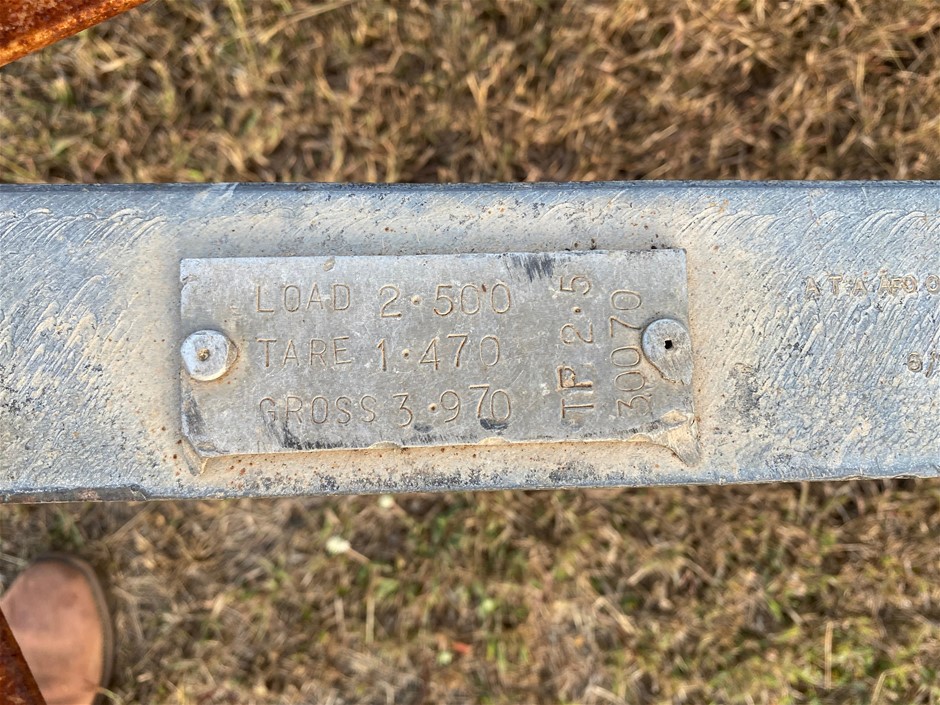 LOAD 2·500
TARE 1·470
GROSS 3·970
TP 2·5
30070